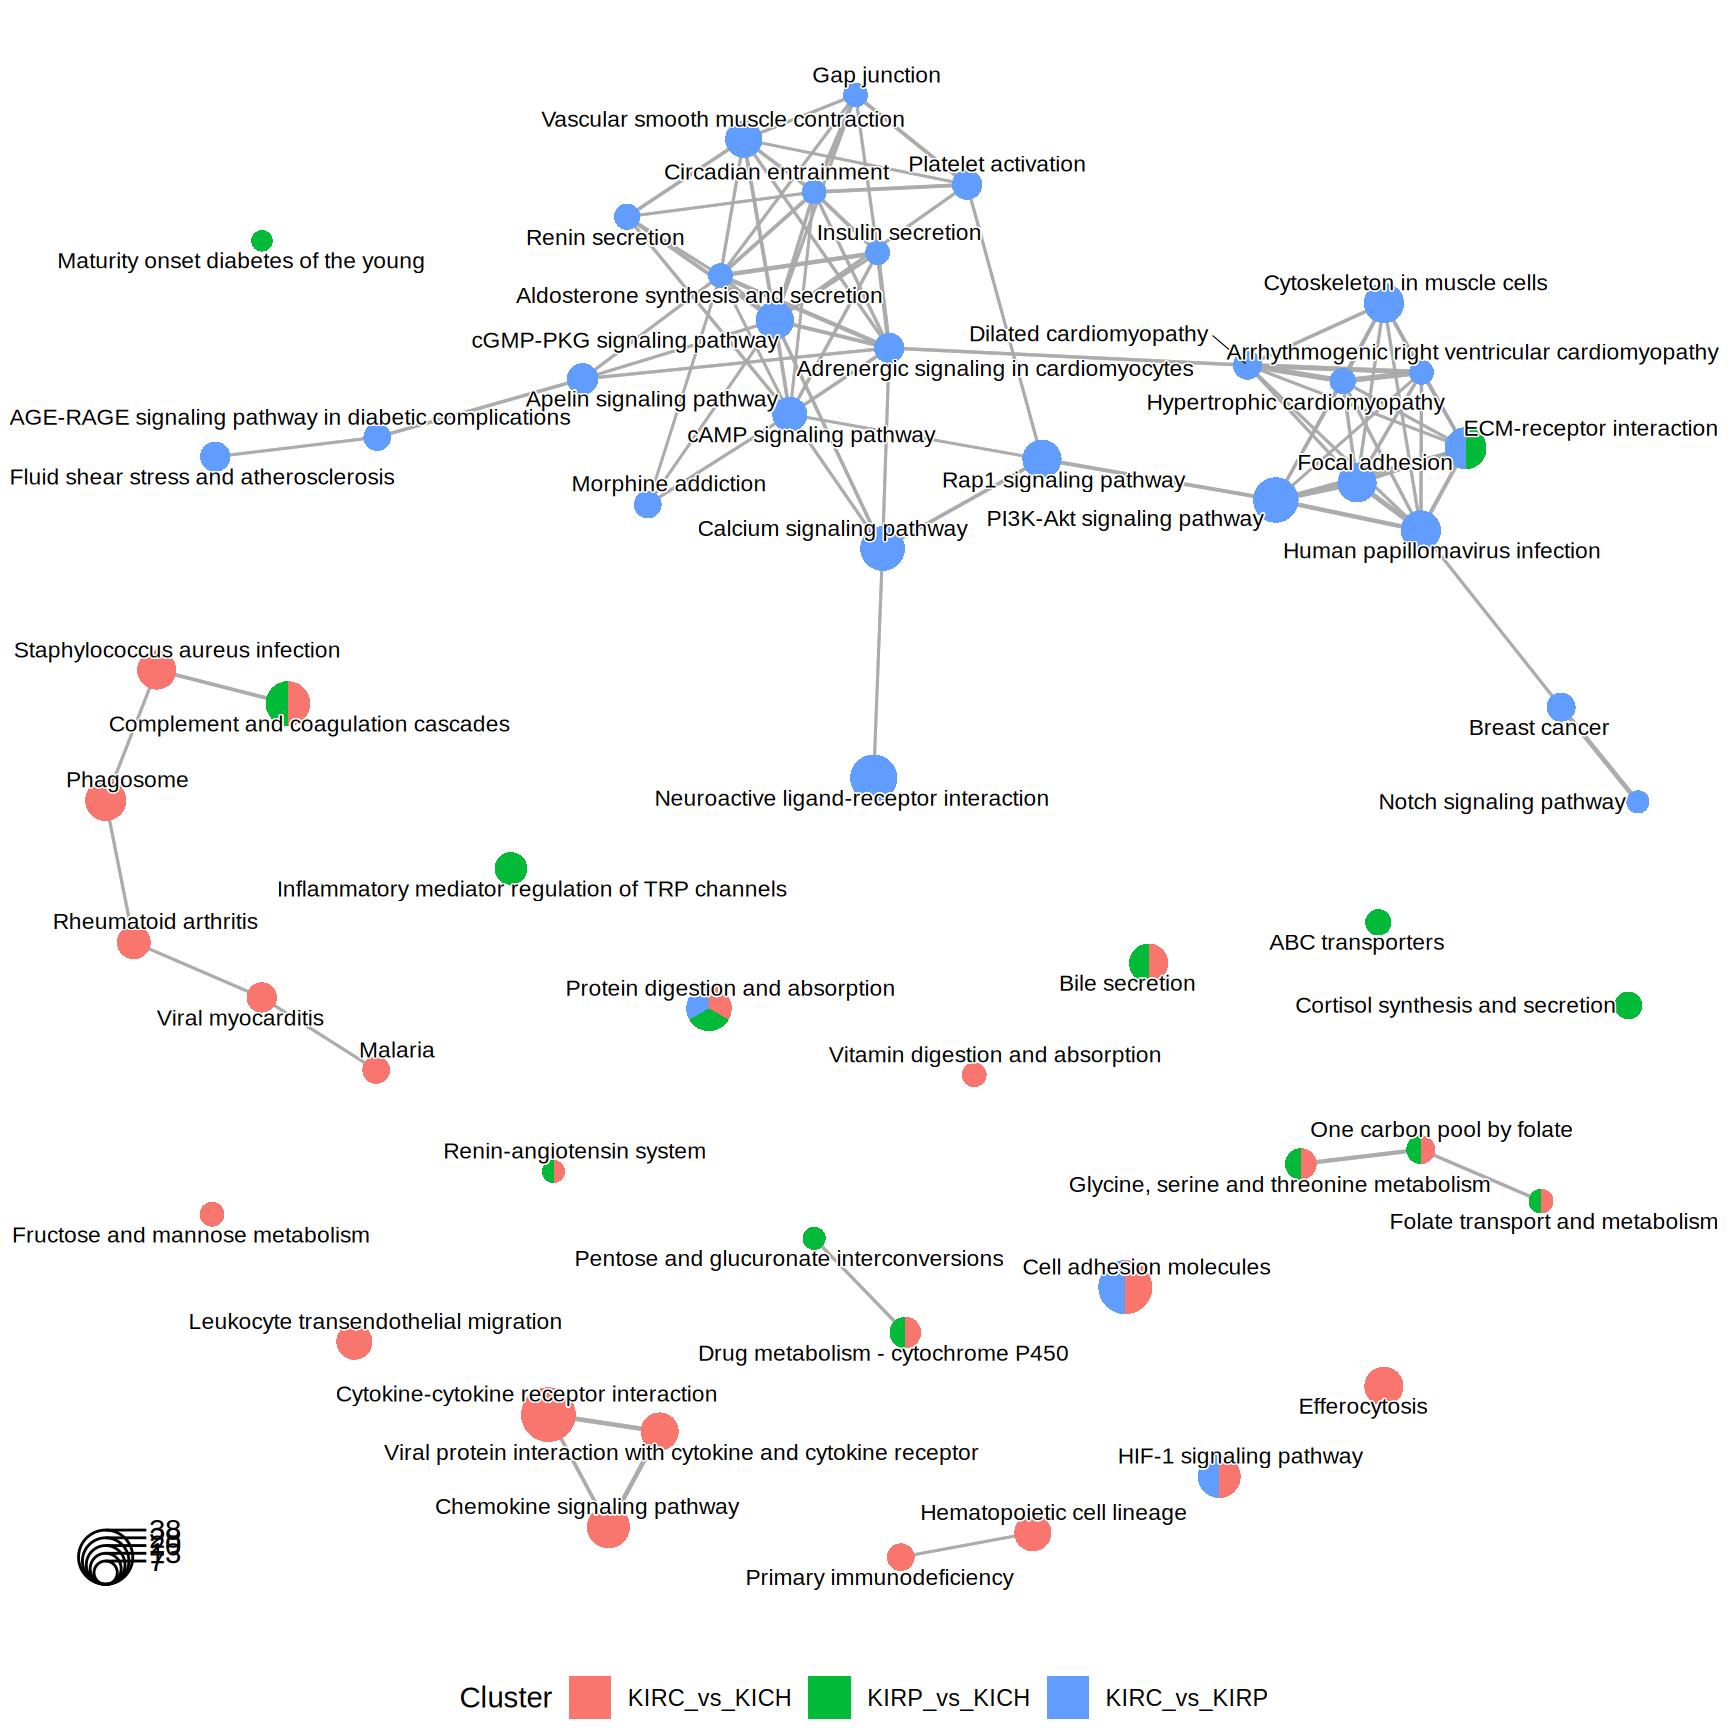 Gap junction
Vascular smooth muscle contraction
Platelet activation
Circadian entrainment
Renin secretion
Insulin secretion
Maturity onset diabetes of the young
Cytoskeleton in muscle cells
Aldosterone synthesis and secretion
cGMP-PKG signaling pathway
Dilated cardiomyopathy
Arrhythmogenic right ventricular cardiomyopathy
Adrenergic signaling in cardiomyocytes
Apelin signaling pathway
Hypertrophic cardiomyopathy
AGE-RAGE signaling pathway in diabetic complications
cAMP signaling pathway
ECM-receptor interaction
Focal adhesion
Fluid shear stress and atherosclerosis
Morphine addiction
Rap1 signaling pathway
PI3K-Akt signaling pathway
Calcium signaling pathway
Human papillomavirus infection
Staphylococcus aureus infection
Complement and coagulation cascades
Breast cancer
Phagosome
Neuroactive ligand-receptor interaction
Notch signaling pathway
Inflammatory mediator regulation of TRP channels
Rheumatoid arthritis
ABC transporters
Bile secretion
Protein digestion and absorption
Cortisol synthesis and secretion
Viral myocarditis
Malaria
Vitamin digestion and absorption
One carbon pool by folate
Renin-angiotensin system
Glycine, serine and threonine metabolism
Folate transport and metabolism
Fructose and mannose metabolism
Pentose and glucuronate interconversions
Cell adhesion molecules
Leukocyte transendothelial migration
Drug metabolism - cytochrome P450
Cytokine-cytokine receptor interaction
Efferocytosis
Viral protein interaction with cytokine and cytokine receptor
HIF-1 signaling pathway
Chemokine signaling pathway
Hematopoietic cell lineage
Primary immunodeficiency
38
13
7
Cluster KIRC_vs_KICH KIRP_vs_KICH KIRC_vs_KIRP